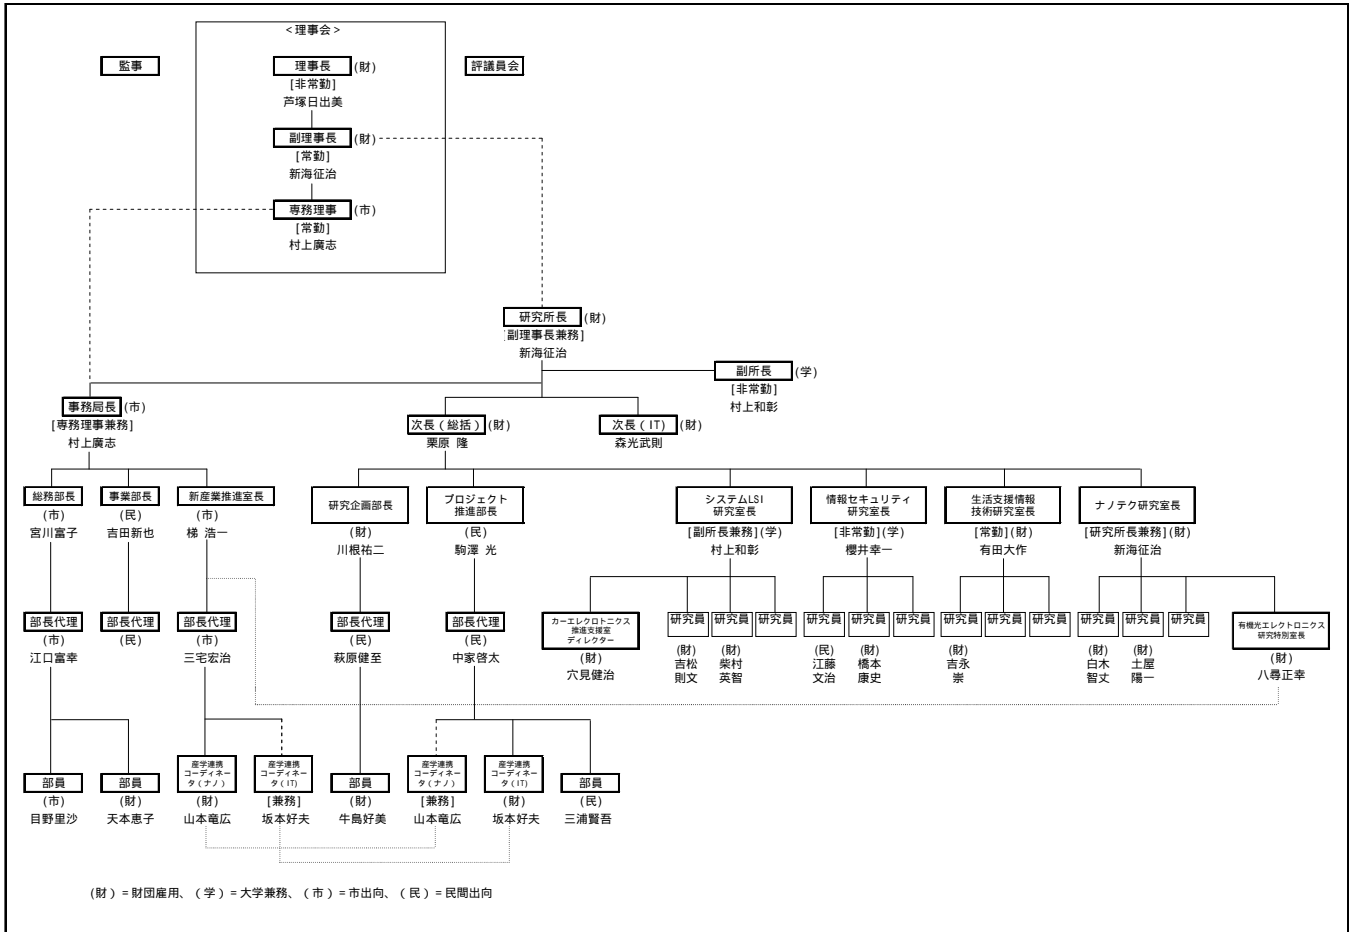 ＜理事会＞
監事
理事長 (財)
評議員会
[非常勤]
芦塚日出美
副理事長 (財)
[常勤]
新海征治
専務理事 (市)
[常勤]
村上廣志
研究所長 (財)
[副理事長兼務]
新海征治
副所長 (学)
[非常勤]
村上和彰
事務局長 (市)
[専務理事兼務]
村上廣志
次長（総括） (財)
栗原 隆
次長（IT） (財)
森光武則
総務部長
(市)
宮川富子
事業部長
(民)
吉田新也
新産業推進室長
(市)
梯 浩一
研究企画部長
(財)
川根祐二
プロジェクト
推進部長
(民)
駒澤 光
システムLSI
研究室長
[副所長兼務](学)
村上和彰
情報セキュリティ
研究室長
[非常勤](学)
櫻井幸一
生活支援情報
技術研究室長
[常勤](財)
有田大作
ナノテク研究室長
[研究所長兼務](財)
新海征治
部長代理
(市)
江口富幸
部長代理
(民)
部長代理
(市)
三宅宏治
部長代理
(民)
萩原健至
部長代理
(民)
中家啓太
カーエレクロトニクス
推進支援室
ディレクター
(財)
穴見健治
研究員
(財)
吉松
則文
研究員
(財)
柴村
英智
研究員
研究員
(民)
江藤
文治
研究員
(財)
橋本
康史
研究員
研究員
(財)
吉永
崇
研究員
研究員
研究員
(財)
白木
智丈
研究員
(財)
土屋
陽一
研究員
有機光エレクトロニクス
研究特別室長
(財)
八尋正幸
部員
(市)
目野里沙
部員
(財)
天本恵子
産学連携
コーディネー
タ（ナノ）
(財)
山本竜広
産学連携
コーディネー
タ（IT）
[兼務]
坂本好夫
部員
(財)
牛島好美
産学連携
コーディネー
タ（ナノ）
[兼務]
山本竜広
産学連携
コーディネー
タ（IT）
(財)
坂本好夫
部員
(民)
三浦賢吾
(財）＝財団雇用、（学）＝大学兼務、（市）＝市出向、（民）＝民間出向